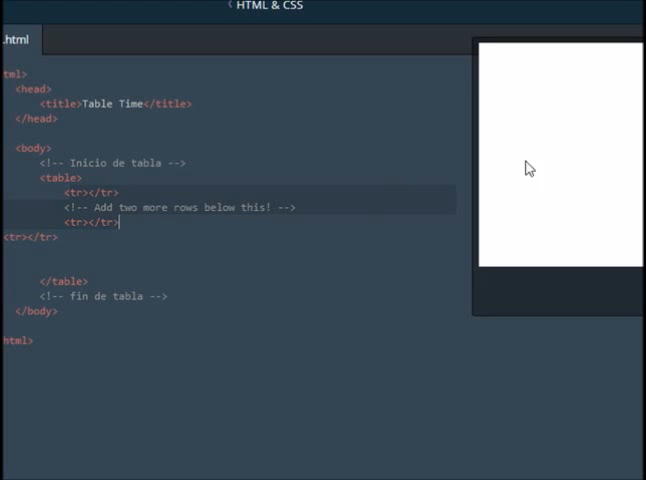 HTML & CSS
.html
tml>
<head>
<title>Table Time</title>
</head>
<body>
<!-- Inicio de tabla -->
<table>
<tr></tr>
<!-- Add two more rows below this! -->
<tr></tr>
<tr></tr>
</table>
<!-- fin de tabla -->
</body>
html>